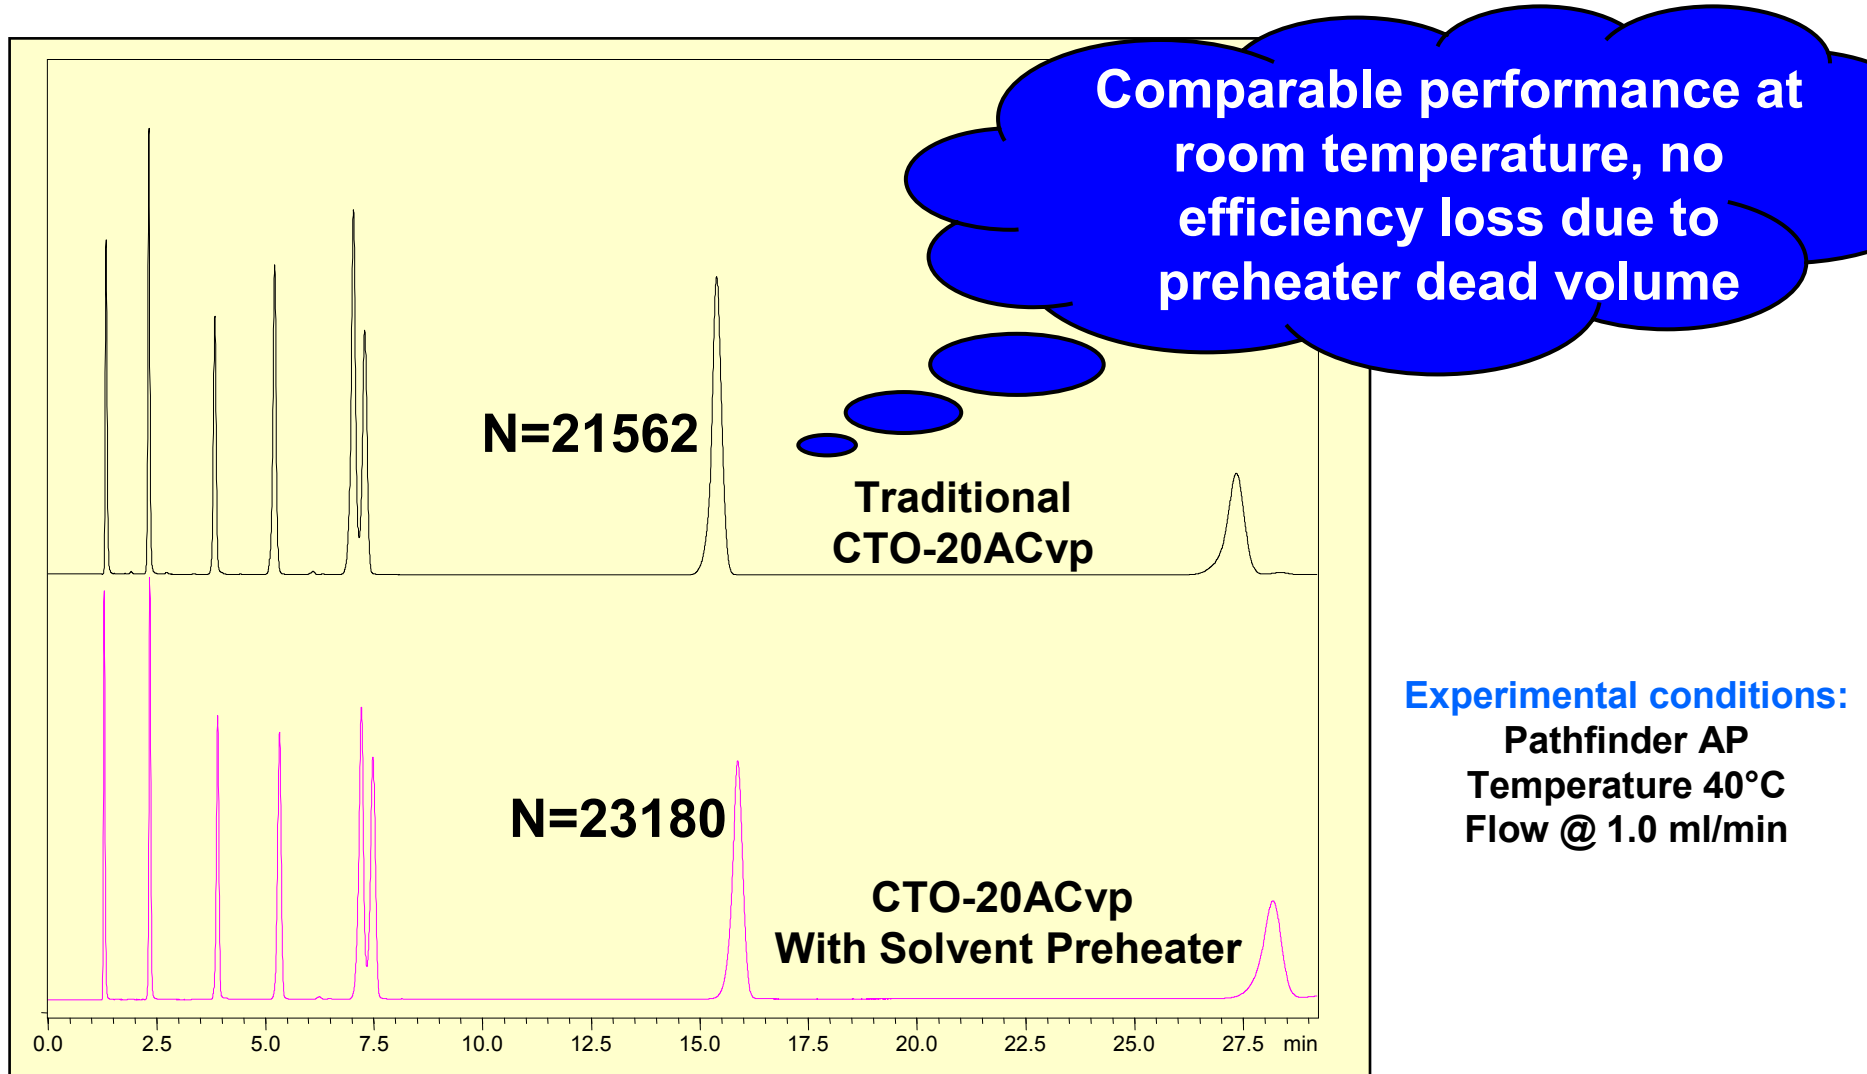 Comparable performance at
room temperature, no
efficiency loss due to
preheater dead volume
N=21562
Traditional
CTO-20ACvp
Experimental conditions:
Pathfinder AP
Temperature 40°C
Flow @ 1.0 ml/min
N=23180
CTO-20ACvp
With Solvent Preheater
0.0 2.5 5.0 7.5 10.0 12.5 15.0 17.5 20.0 22.5 25.0 27.5 min